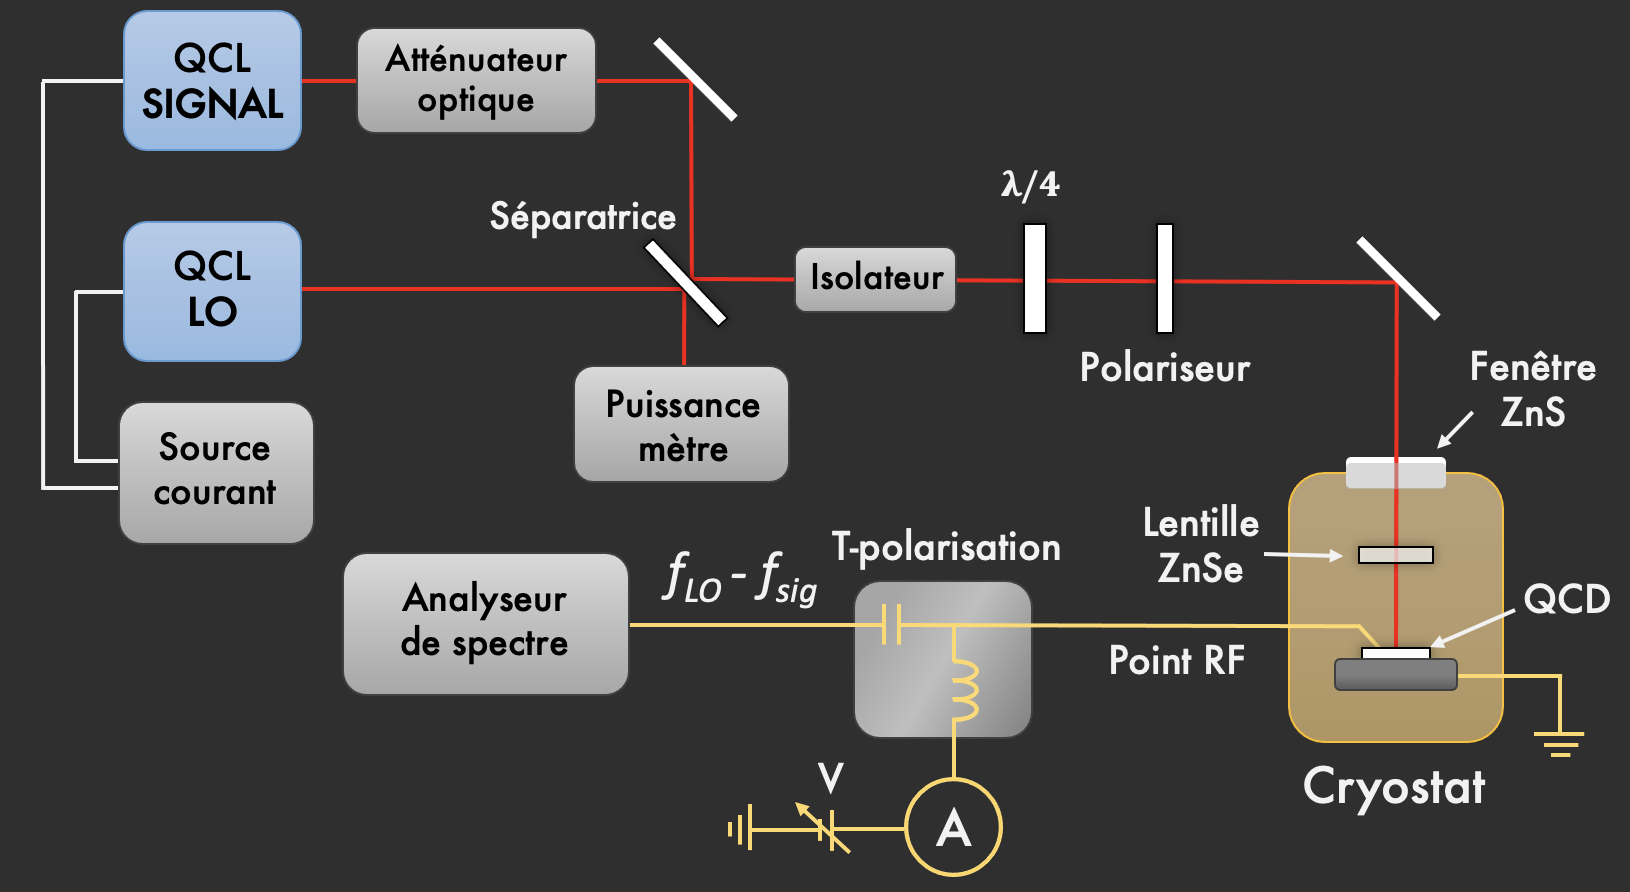 QCL
SIGNAL
Atténuateur
optique
λ/4
Séparatrice
QCL
LO
Isolateur
Polariseur
Fenêtre
ZnS
Puissance
mètre
Source
courant
Lentille
ZnSe
T-polarisation
fLO - fsig
Analyseur
de spectre
QCD
Point RF
V
A
Cryostat